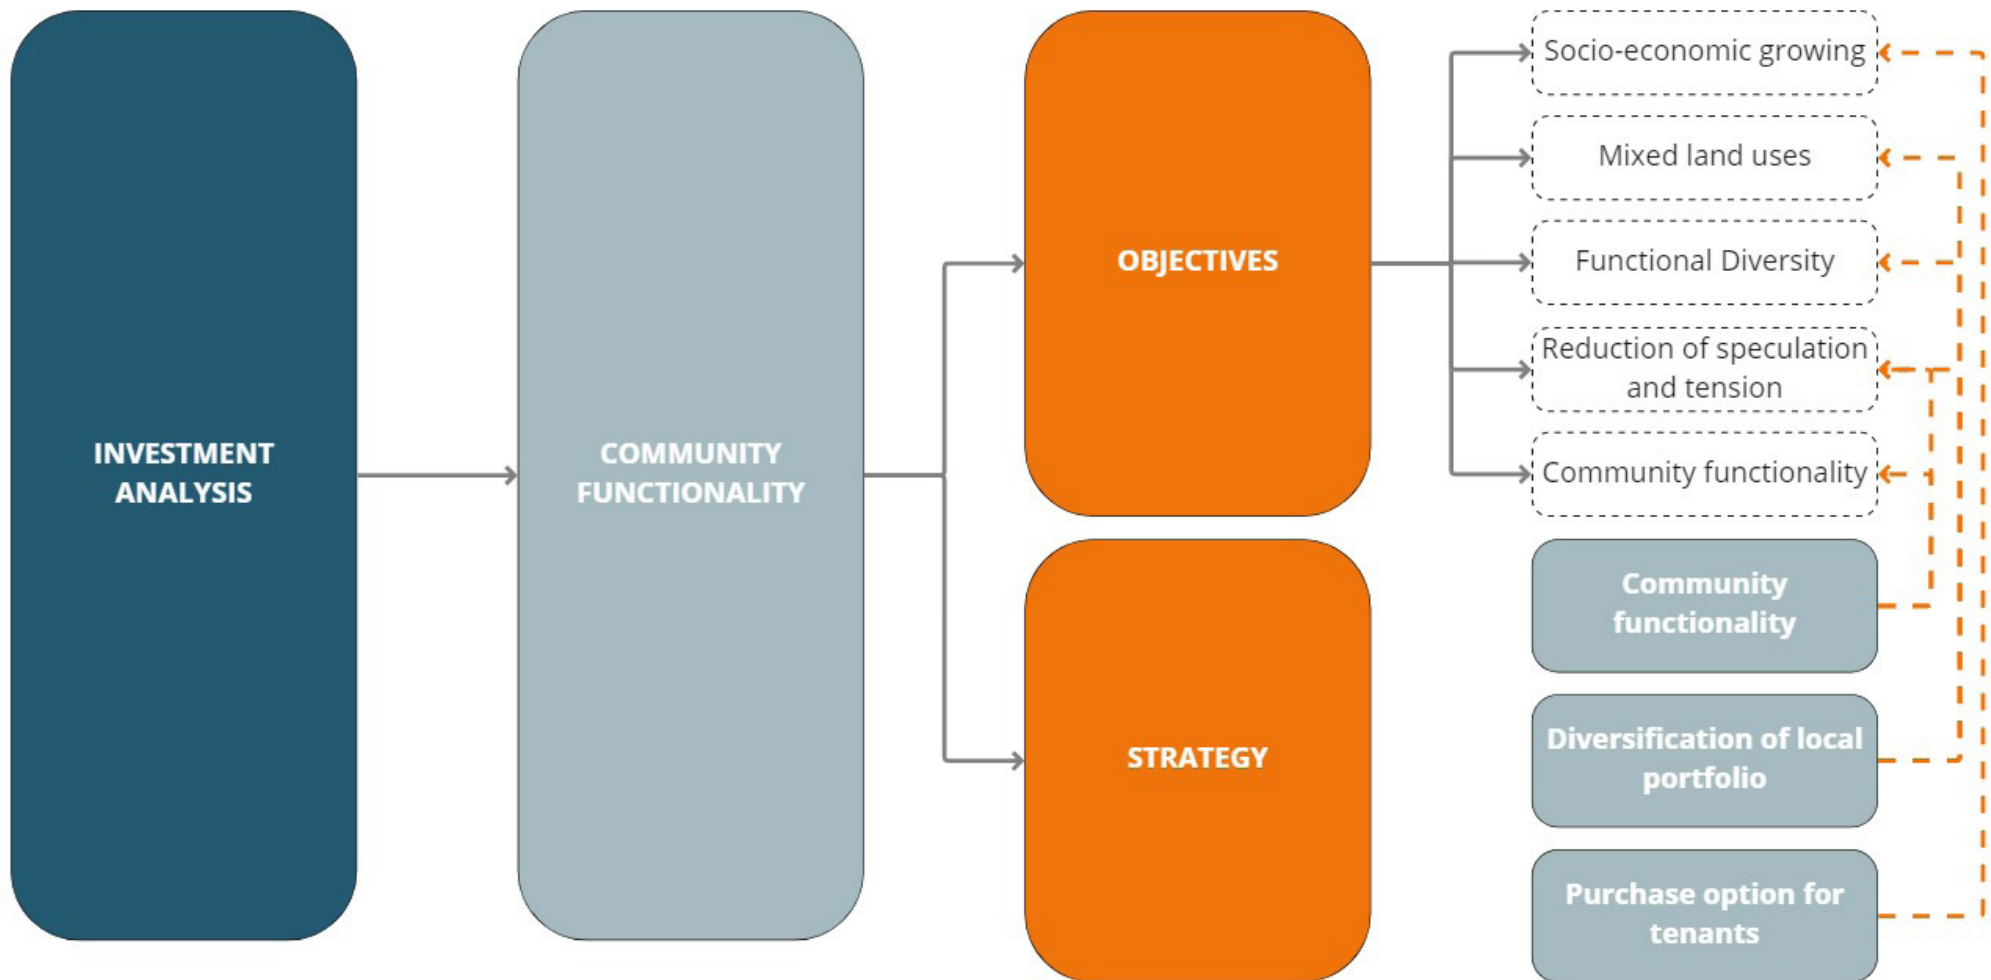 INVESTMENT
ANALYSIS
COMMUNITY
FUNCTIONALITY
OBJECTIVES
STRATEGY
Socio-economic growing
Mixed land uses
Functional Diversity
Reduction of speculation
and tension
Community functionality
Community
functionality
Diversification of local
portfolio
Purchase option for
tenants